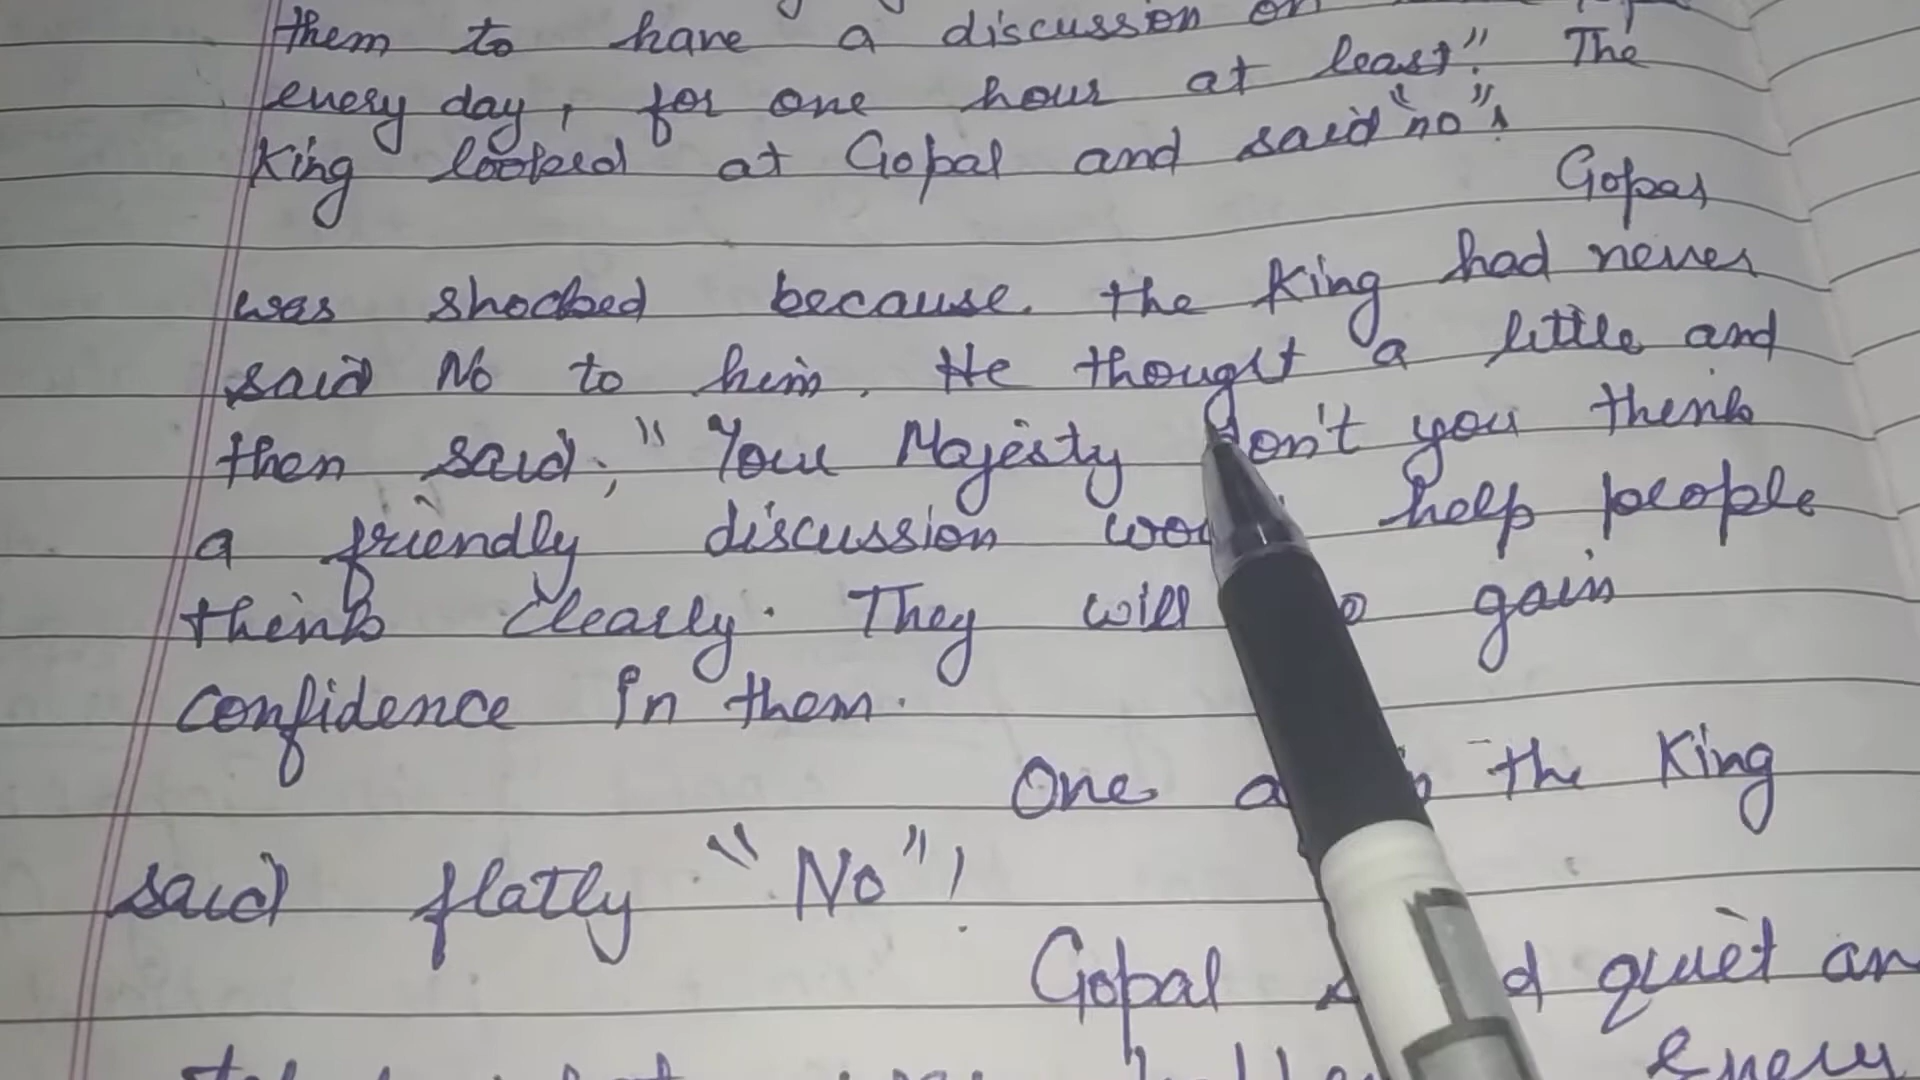 them to have a discussion on
every day, for one hour at least". The
King looked at Gopal and said "no".
Gopal
was shocked because the King had never
said No to him. He thought a little and
then said, "Your Majesty don't you think
a friendly discussion help people
think clearly. They will gain
confidence in them.
One the King
said flatly "No"!
Gopal quiet an
Every